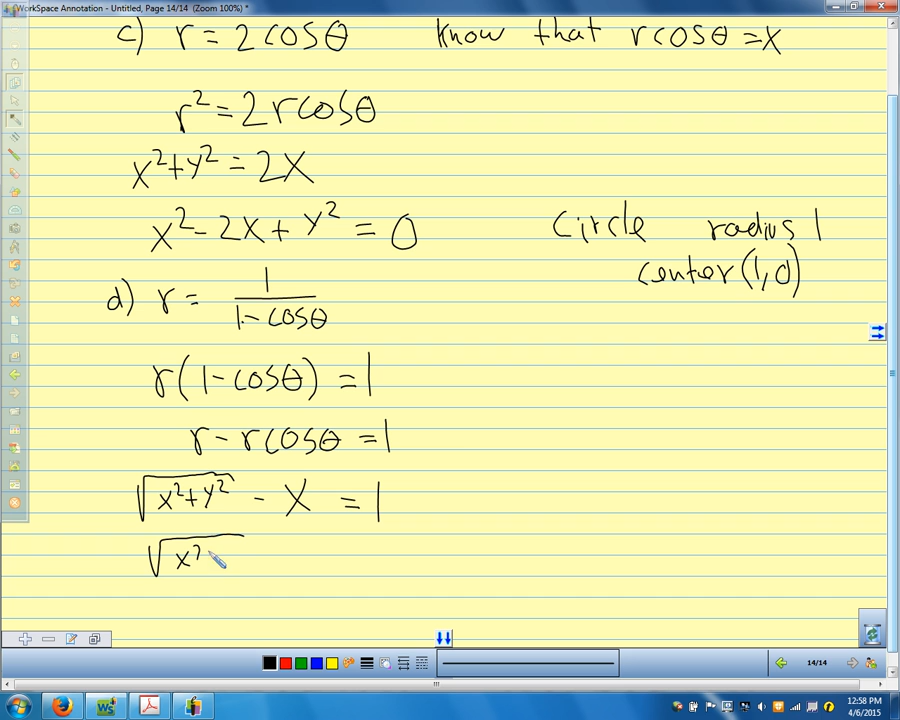 WorkSpace Annotation - Untitled, Page 14/14 (Zoom 100%) *
c) r = 2cosθ know that rcosθ = x
r² = 2rcosθ
x²+y² = 2x
x² - 2x + y² = 0
circle radius 1
center (1,0)
d) r = 1/(1 - cosθ)
r(1 - cosθ) = 1
r - rcosθ = 1
√(x²+y²) - x = 1
√(x²
14/14
12:58 PM
4/6/2015